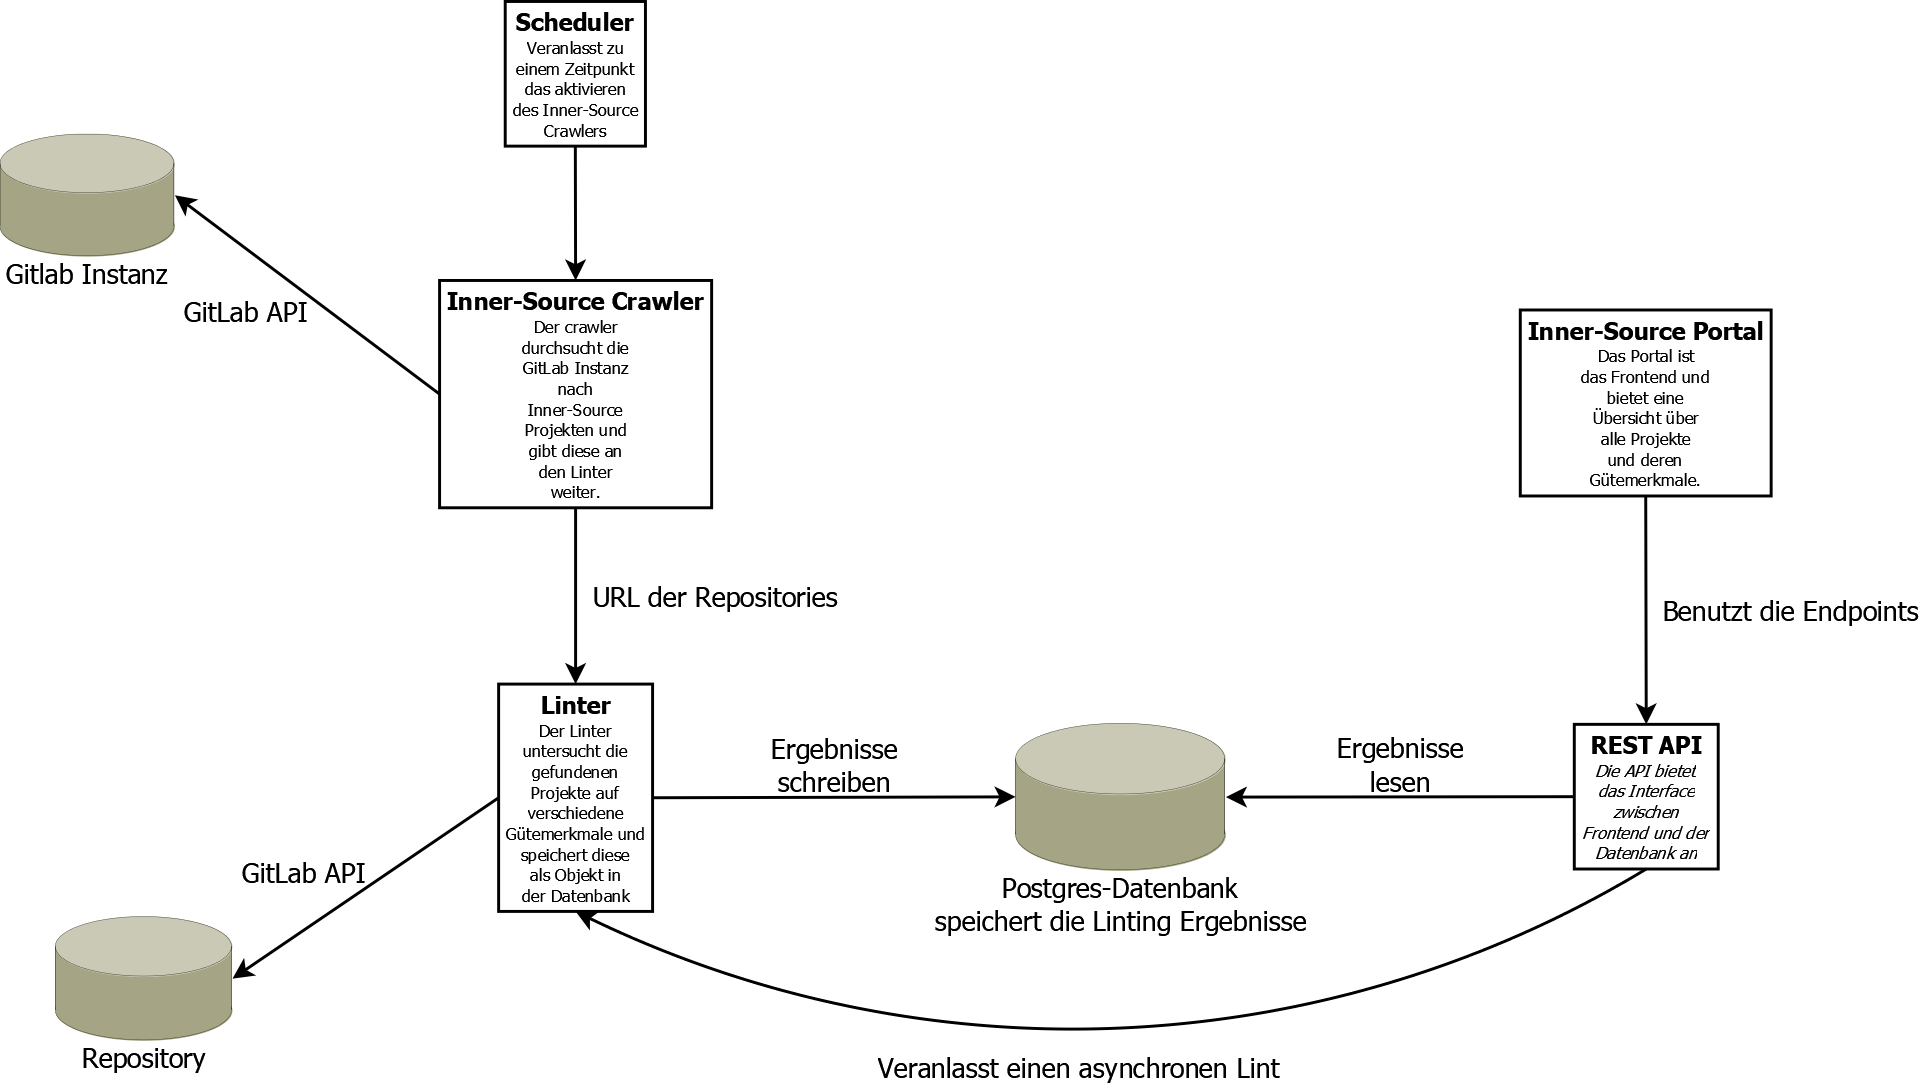 Scheduler
Veranlasst zu
einem Zeitpunkt
das aktivieren
des Inner-Source
Crawlers
Gitlab Instanz
GitLab API
Inner-Source Crawler
Der crawler
durchsucht die
GitLab Instanz
nach
Inner-Source
Projekten und
gibt diese an
den Linter
weiter.
Inner-Source Portal
Das Portal ist
das Frontend und
bietet eine
Übersicht über
alle Projekte
und deren
Gütemerkmale.
URL der Repositories
Benutzt die Endpoints
Linter
Der Linter
untersucht die
gefundenen
Projekte auf
verschiedene
Gütemerkmale und
speichert diese
als Objekt in
der Datenbank
Ergebnisse
schreiben
Ergebnisse
lesen
REST API
Die API bietet
das Interface
zwischen
Frontend und der
Datenbank an
GitLab API
Postgres-Datenbank
speichert die Linting Ergebnisse
Repository
Veranlasst einen asynchronen Lint